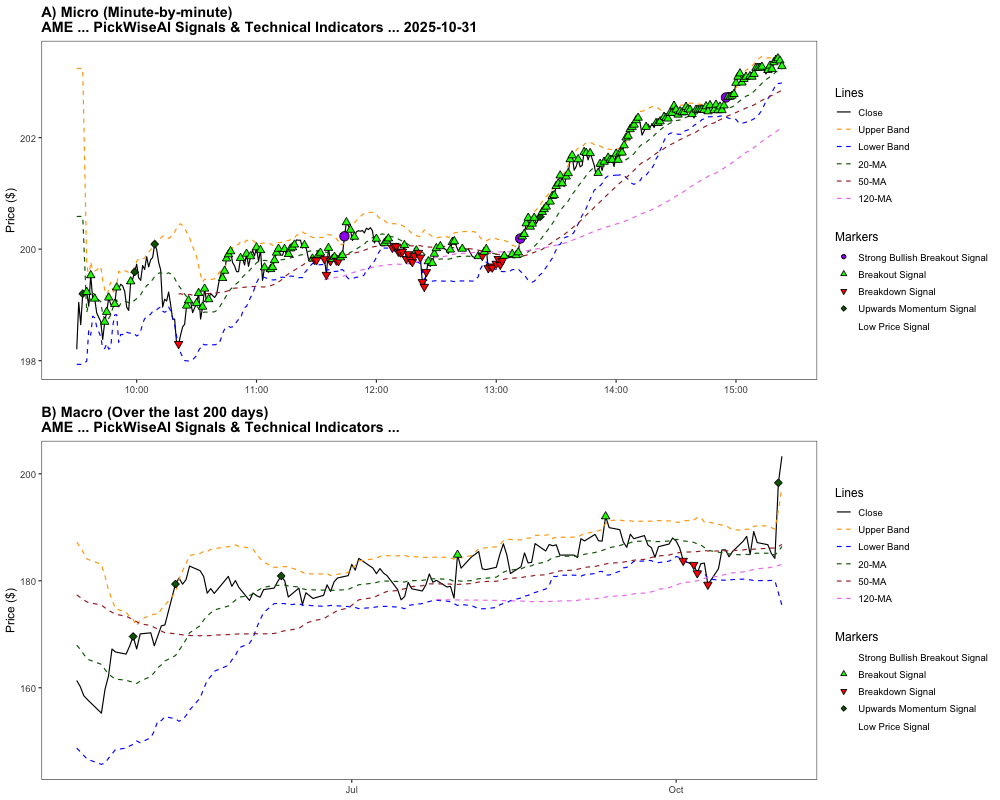 A) Micro (Minute-by-minute)
AME ... PickWiseAI Signals & Technical Indicators ... 2025-10-31
Price ($)
202
200
198
10:00
11:00
12:00
13:00
14:00
15:00
Lines
Close
Upper Band
Lower Band
20-MA
50-MA
120-MA
Markers
Strong Bullish Breakout Signal
Breakout Signal
Breakdown Signal
Upwards Momentum Signal
Low Price Signal
B) Macro (Over the last 200 days)
AME ... PickWiseAI Signals & Technical Indicators ...
Price ($)
200
180
160
Jul
Oct
Lines
Close
Upper Band
Lower Band
20-MA
50-MA
120-MA
Markers
Strong Bullish Breakout Signal
Breakout Signal
Breakdown Signal
Upwards Momentum Signal
Low Price Signal